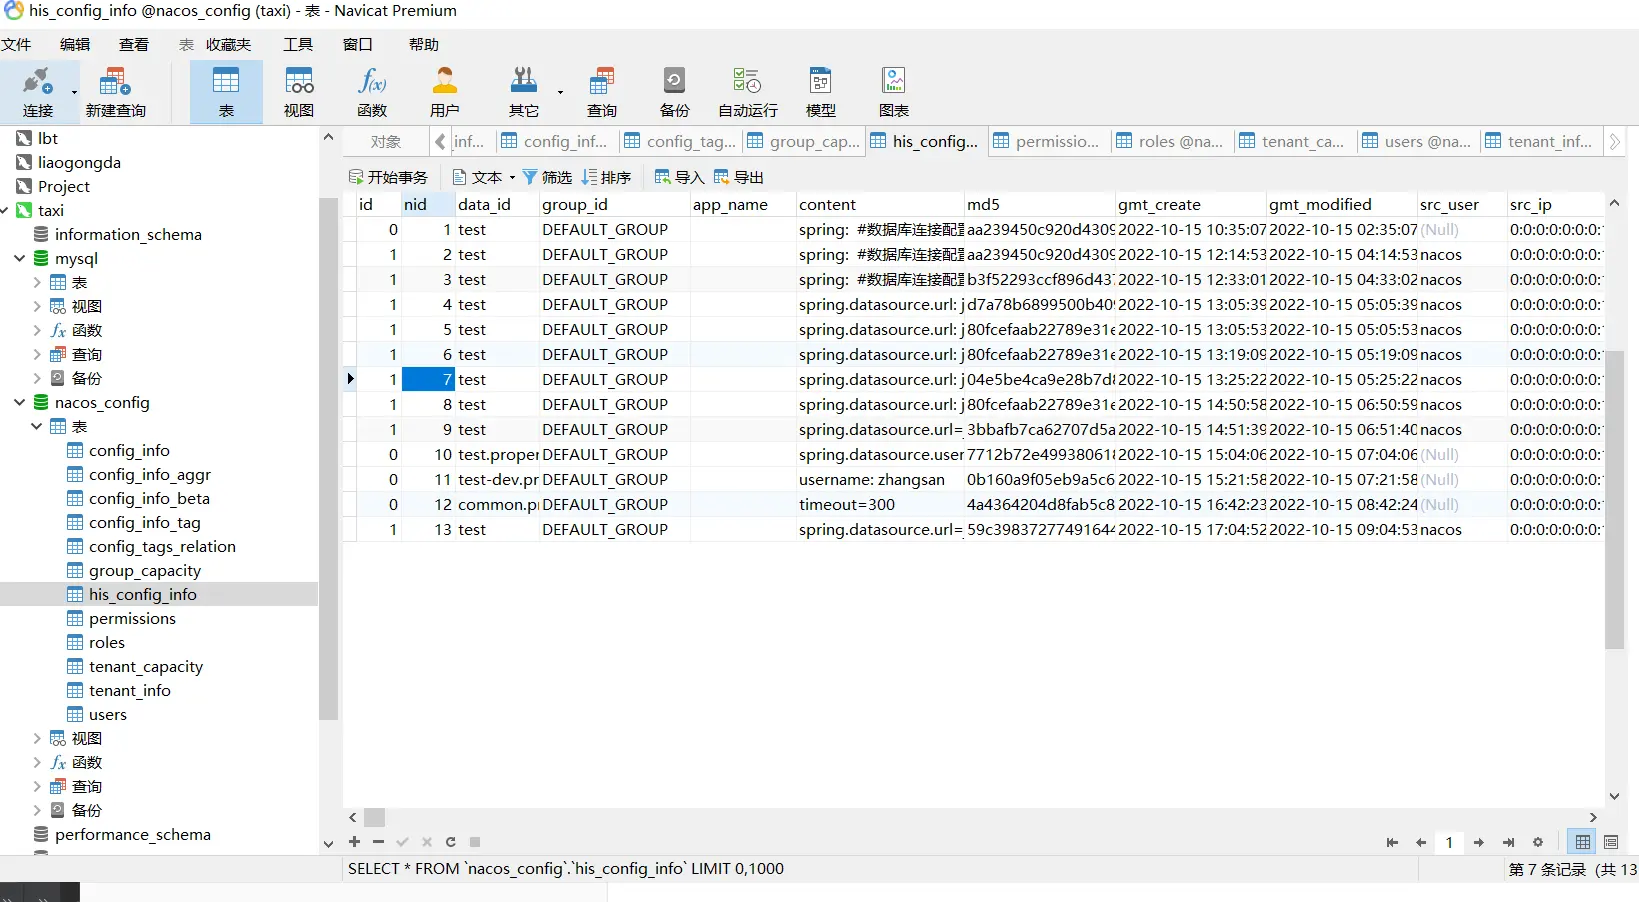 his_config_info @nacos_config (taxi) - 表 - Navicat Premium
文件 编辑 查看 表 收藏夹 工具 窗口 帮助
连接 新建查询 表 视图 函数 用户 其它 查询 备份 自动运行 模型 图表
lbt
liaogongda
Project
taxi
information_schema
mysql
表
视图
函数
查询
备份
nacos_config
表
config_info
config_info_aggr
config_info_beta
config_info_tag
config_tags_relation
group_capacity
his_config_info
permissions
roles
tenant_capacity
tenant_info
users
视图
函数
查询
备份
performance_schema
对象 inf... config_inf... config_tag... group_cap... his_config... permissio... roles @na... tenant_ca... users @na... tenant_inf...
开始事务 文本 筛选 排序 导入 导出
id nid data_id group_id app_name content md5 gmt_create gmt_modified src_user src_ip
0 1 test DEFAULT_GROUP spring: #数据库连接配置 aa239450c920d4309 2022-10-15 10:35:07 2022-10-15 02:35:07 (Null) 0:0:0:0:0:0:
1 2 test DEFAULT_GROUP spring: #数据库连接配置 aa239450c920d4309 2022-10-15 12:14:53 2022-10-15 04:14:53 nacos 0:0:0:0:0:0:
1 3 test DEFAULT_GROUP spring: #数据库连接配置 b3f52293ccf896d437 2022-10-15 12:33:01 2022-10-15 04:33:02 nacos 0:0:0:0:0:0:
1 4 test DEFAULT_GROUP spring.datasource.url: j d7a78b6899500b409 2022-10-15 13:05:39 2022-10-15 05:05:39 nacos 0:0:0:0:0:0:
1 5 test DEFAULT_GROUP spring.datasource.url: j 80fcefaab22789e31e 2022-10-15 13:05:53 2022-10-15 05:05:53 nacos 0:0:0:0:0:0:
1 6 test DEFAULT_GROUP spring.datasource.url: j 80fcefaab22789e31e 2022-10-15 13:19:09 2022-10-15 05:19:09 nacos 0:0:0:0:0:0:
1 7 test DEFAULT_GROUP spring.datasource.url: j 04e5be4ca9e28b7d8 2022-10-15 13:25:22 2022-10-15 05:25:22 nacos 0:0:0:0:0:0:
1 8 test DEFAULT_GROUP spring.datasource.url: j 80fcefaab22789e31e 2022-10-15 14:50:58 2022-10-15 06:50:59 nacos 0:0:0:0:0:0:
1 9 test DEFAULT_GROUP spring.datasource.url= 3bbafb7ca62707d5a 2022-10-15 14:51:39 2022-10-15 06:51:40 nacos 0:0:0:0:0:0:
0 10 test.proper DEFAULT_GROUP spring.datasource.user 7712b72e499380618 2022-10-15 15:04:06 2022-10-15 07:04:06 (Null) 0:0:0:0:0:0:
0 11 test-dev.pr DEFAULT_GROUP username: zhangsan 0b160a9f05eb9a5c6 2022-10-15 15:21:58 2022-10-15 07:21:58 (Null) 0:0:0:0:0:0:
0 12 common.pr DEFAULT_GROUP timeout=300 4a4364204d8fab5c8 2022-10-15 16:42:23 2022-10-15 08:42:24 (Null) 0:0:0:0:0:0:
1 13 test DEFAULT_GROUP spring.datasource.url= 59c39837277491644 2022-10-15 17:04:52 2022-10-15 09:04:53 nacos 0:0:0:0:0:0:
1
SELECT * FROM `nacos_config`.`his_config_info` LIMIT 0,1000
第 7 条记录 (共 13